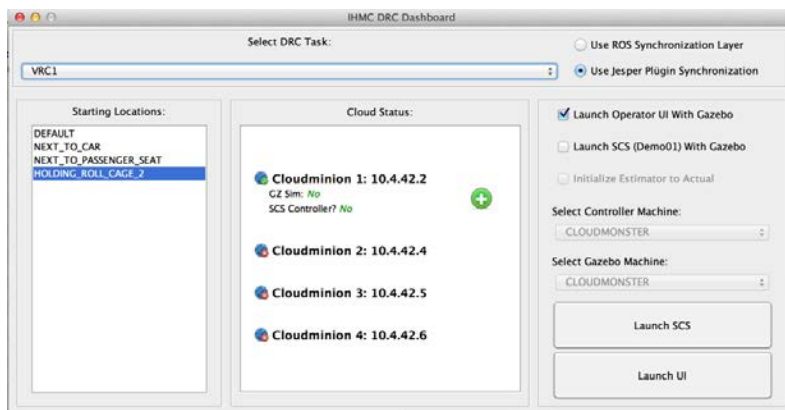 IHMC DRC Dashboard
Select DRC Task:
VRC1
Use ROS Synchronization Layer
Use Jesper Plugin Synchronization
Starting Locations:
DEFAULT
NEXT_TO_CAR
NEXT_TO_PASSENGER_SEAT
HOLDING_ROLL_CAGE_2
Cloud Status:
Cloudminion 1: 10.4.42.2
GZ Sim: No
SCS Controller? No
Cloudminion 2: 10.4.42.4
Cloudminion 3: 10.4.42.5
Cloudminion 4: 10.4.42.6
Launch Operator UI With Gazebo
Launch SCS (Demo01) With Gazebo
Initialize Estimator to Actual
Select Controller Machine:
CLOUDMONSTER
Select Gazebo Machine:
CLOUDMONSTER
Launch SCS
Launch UI